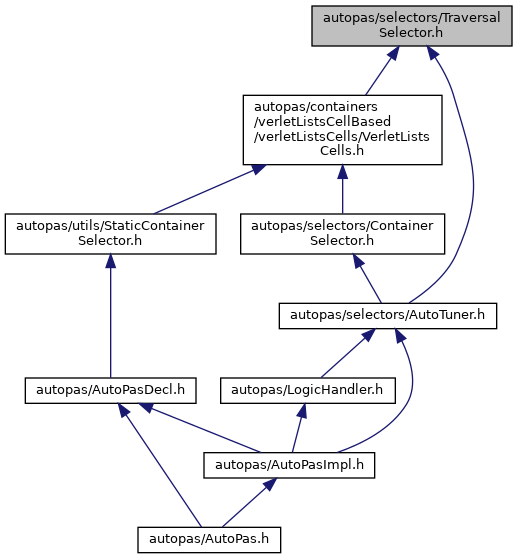 autopas/selectors/Traversal
Selector.h
autopas/containers
/verletListsCellBased
/verletListsCells/VerletLists
Cells.h
autopas/utils/StaticContainer
Selector.h
autopas/selectors/Container
Selector.h
autopas/selectors/AutoTuner.h
autopas/AutoPasDecl.h
autopas/LogicHandler.h
autopas/AutoPasImpl.h
autopas/AutoPas.h